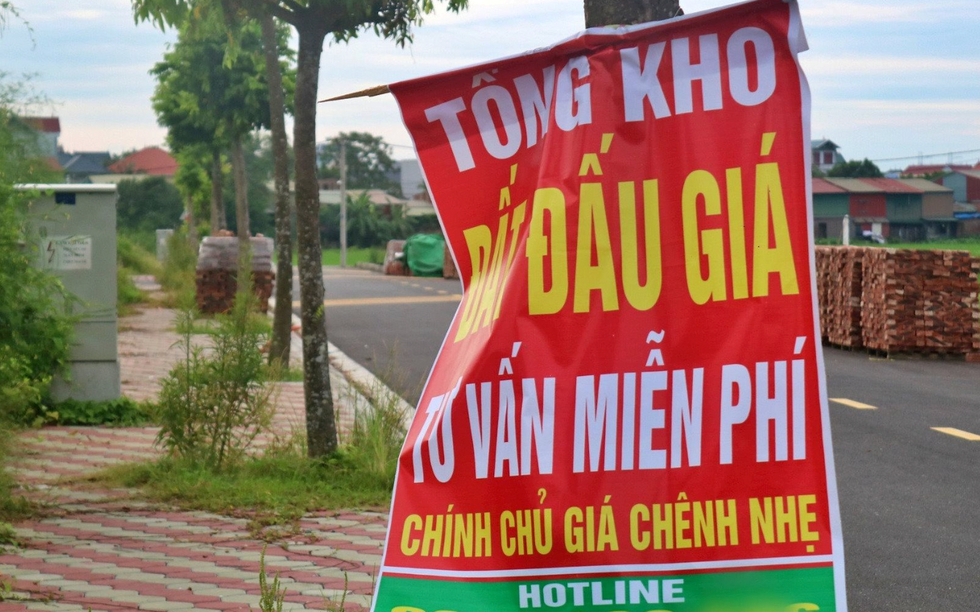 TỔNG KHO
ĐẤT ĐẤU GIÁ
TƯ VẤN MIỄN PHÍ
CHÍNH CHỦ GIÁ CHÊNH NHẸ
HOTLINE